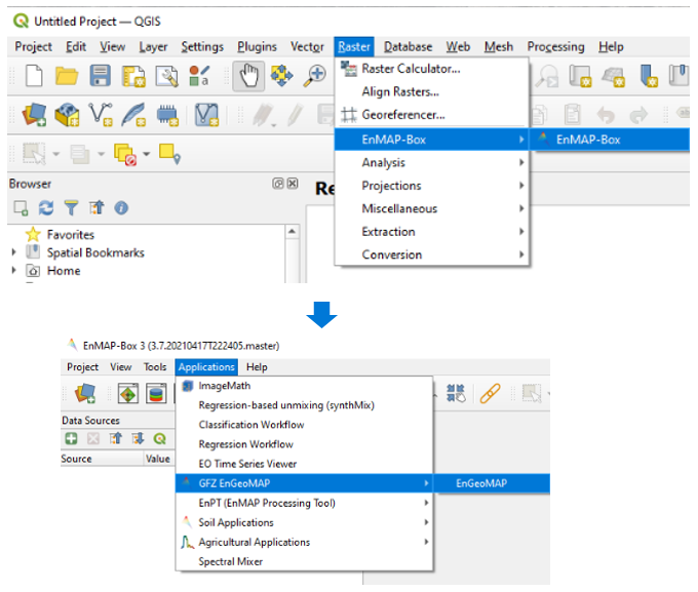 Untitled Project — QGIS
Project Edit View Layer Settings Plugins Vector Raster Database Web Mesh Processing Help
Raster Calculator...
Align Rasters...
Georeferencer...
EnMAP-Box EnMAP-Box
Analysis
Projections
Miscellaneous
Extraction
Conversion
Browser
Re
Favorites
Spatial Bookmarks
Home
EnMAP-Box 3 (3.7.20210417T222405.master)
Project View Tools Applications Help
ImageMath
Regression-based unmixing (synthMix)
Classification Workflow
Regression Workflow
EO Time Series Viewer
GFZ EnGeoMAP EnGeoMAP
EnPT (EnMAP Processing Tool)
Soil Applications
Agricultural Applications
Spectral Mixer
Data Sources
Source Value